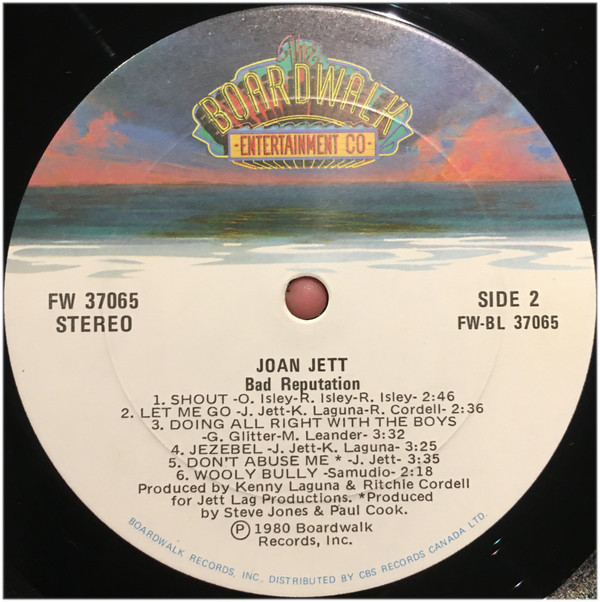 The
BOARDWALK
ENTERTAINMENT CO
FW 37065
STEREO
SIDE 2
FW-BL 37065
JOAN JETT
Bad Reputation
1. SHOUT -O. Isley-R. Isley-R. Isley- 2:46
2. LET ME GO -J. Jett-K. Laguna-R. Cordell- 2:36
3. DOING ALL RIGHT WITH THE BOYS
-G. Glitter-M. Leander- 3:32
4. JEZEBEL -J. Jett-K. Laguna- 3:25
5. DON'T ABUSE ME * -J. Jett- 3:35
6. WOOLY BULLY -Samudio- 2:18
Produced by Kenny Laguna & Ritchie Cordell
for Jett Lag Productions. *Produced
by Steve Jones & Paul Cook.
Ⓟ 1980 Boardwalk
Records, Inc.
BOARDWALK RECORDS, INC. DISTRIBUTED BY CBS RECORDS CANADA LTD.